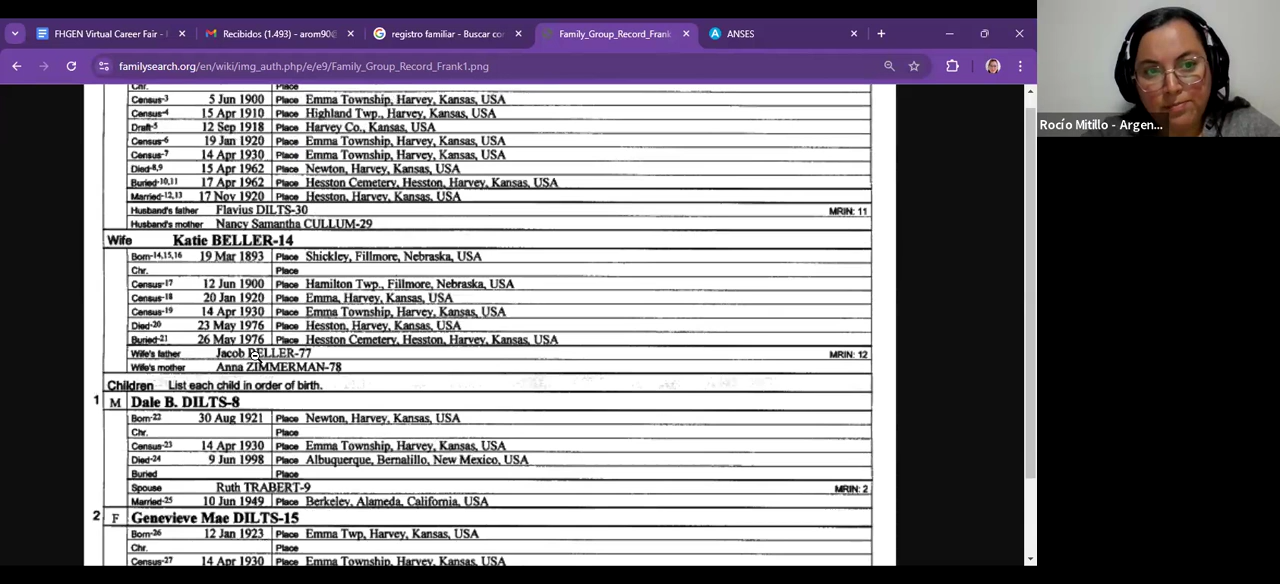 FHGEN Virtual Career Fair -
Recibidos (1.493) - arom90@
registro familiar - Buscar co
Family_Group_Record_Frank
ANSES
familysearch.org/en/wiki/img_auth.php/e/e9/Family_Group_Record_Frank1.png
Chr. Place
Census-3 5 Jun 1900 Place Emma Township, Harvey, Kansas, USA
Census-4 15 Apr 1910 Place Highland Twp., Harvey, Kansas, USA
Draft-5 12 Sep 1918 Place Harvey Co., Kansas, USA
Census-6 19 Jan 1920 Place Emma Township, Harvey, Kansas, USA
Census-7 14 Apr 1930 Place Emma Township, Harvey, Kansas, USA
Died-8,9 15 Apr 1962 Place Newton, Harvey, Kansas, USA
Buried-10,11 17 Apr 1962 Place Hesston Cemetery, Hesston, Harvey, Kansas, USA
Married-12,13 17 Nov 1920 Place Hesston, Harvey, Kansas, USA
Husband's father Flavius DILTS-30 MRIN: 11
Husband's mother Nancy Samantha CULLUM-29
Wife Katie BELLER-14
Born-14,15,16 19 Mar 1893 Place Shickley, Fillmore, Nebraska, USA
Chr. Place
Census-17 12 Jun 1900 Place Hamilton Twp., Fillmore, Nebraska, USA
Census-18 20 Jan 1920 Place Emma, Harvey, Kansas, USA
Census-19 14 Apr 1930 Place Emma Township, Harvey, Kansas, USA
Died-20 23 May 1976 Place Hesston, Harvey, Kansas, USA
Buried-21 26 May 1976 Place Hesston Cemetery, Hesston, Harvey, Kansas, USA
Wife's father Jacob BELLER-77 MRIN: 12
Wife's mother Anna ZIMMERMAN-78
Children List each child in order of birth.
1 M Dale B. DILTS-8
Born-22 30 Aug 1921 Place Newton, Harvey, Kansas, USA
Chr. Place
Census-23 14 Apr 1930 Place Emma Township, Harvey, Kansas, USA
Died-24 9 Jun 1998 Place Albuquerque, Bernalillo, New Mexico, USA
Buried Place
Spouse Ruth TRABERT-9 MRIN: 2
Married-25 10 Jun 1949 Place Berkeley, Alameda, California, USA
2 F Genevieve Mae DILTS-15
Born-26 12 Jan 1923 Place Emma Twp, Harvey, Kansas, USA
Chr. Place
Census-27 14 Apr 1930 Place Emma Township, Harvey, Kansas, USA
Rocío Mitillo - Argen...